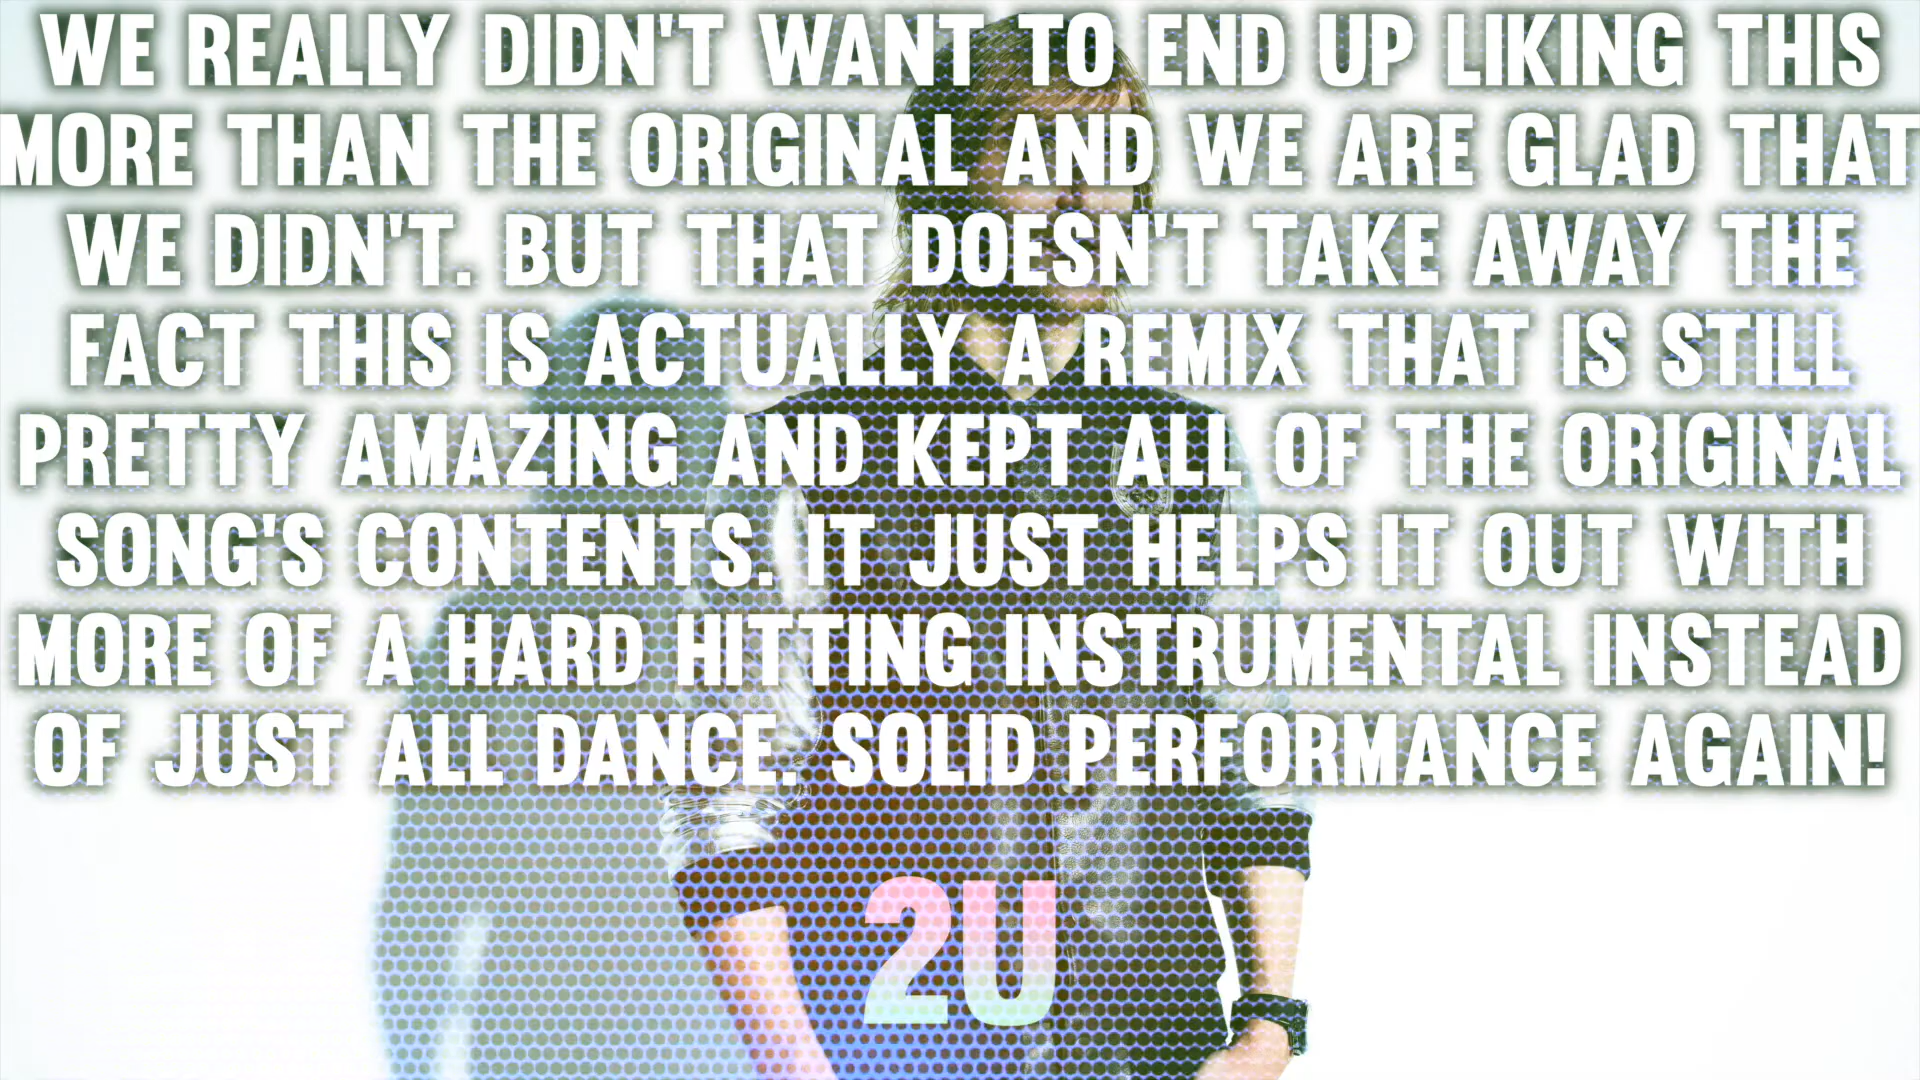 WE REALLY DIDN'T WANT TO END UP LIKING THIS
MORE THAN THE ORIGINAL AND WE ARE GLAD THAT
WE DIDN'T. BUT THAT DOESN'T TAKE AWAY THE
FACT THIS IS ACTUALLY A REMIX THAT IS STILL
PRETTY AMAZING AND KEPT ALL OF THE ORIGINAL
SONG'S CONTENTS. IT JUST HELPS IT OUT WITH
MORE OF A HARD HITTING INSTRUMENTAL INSTEAD
OF JUST ALL DANCE. SOLID PERFORMANCE AGAIN!
2U